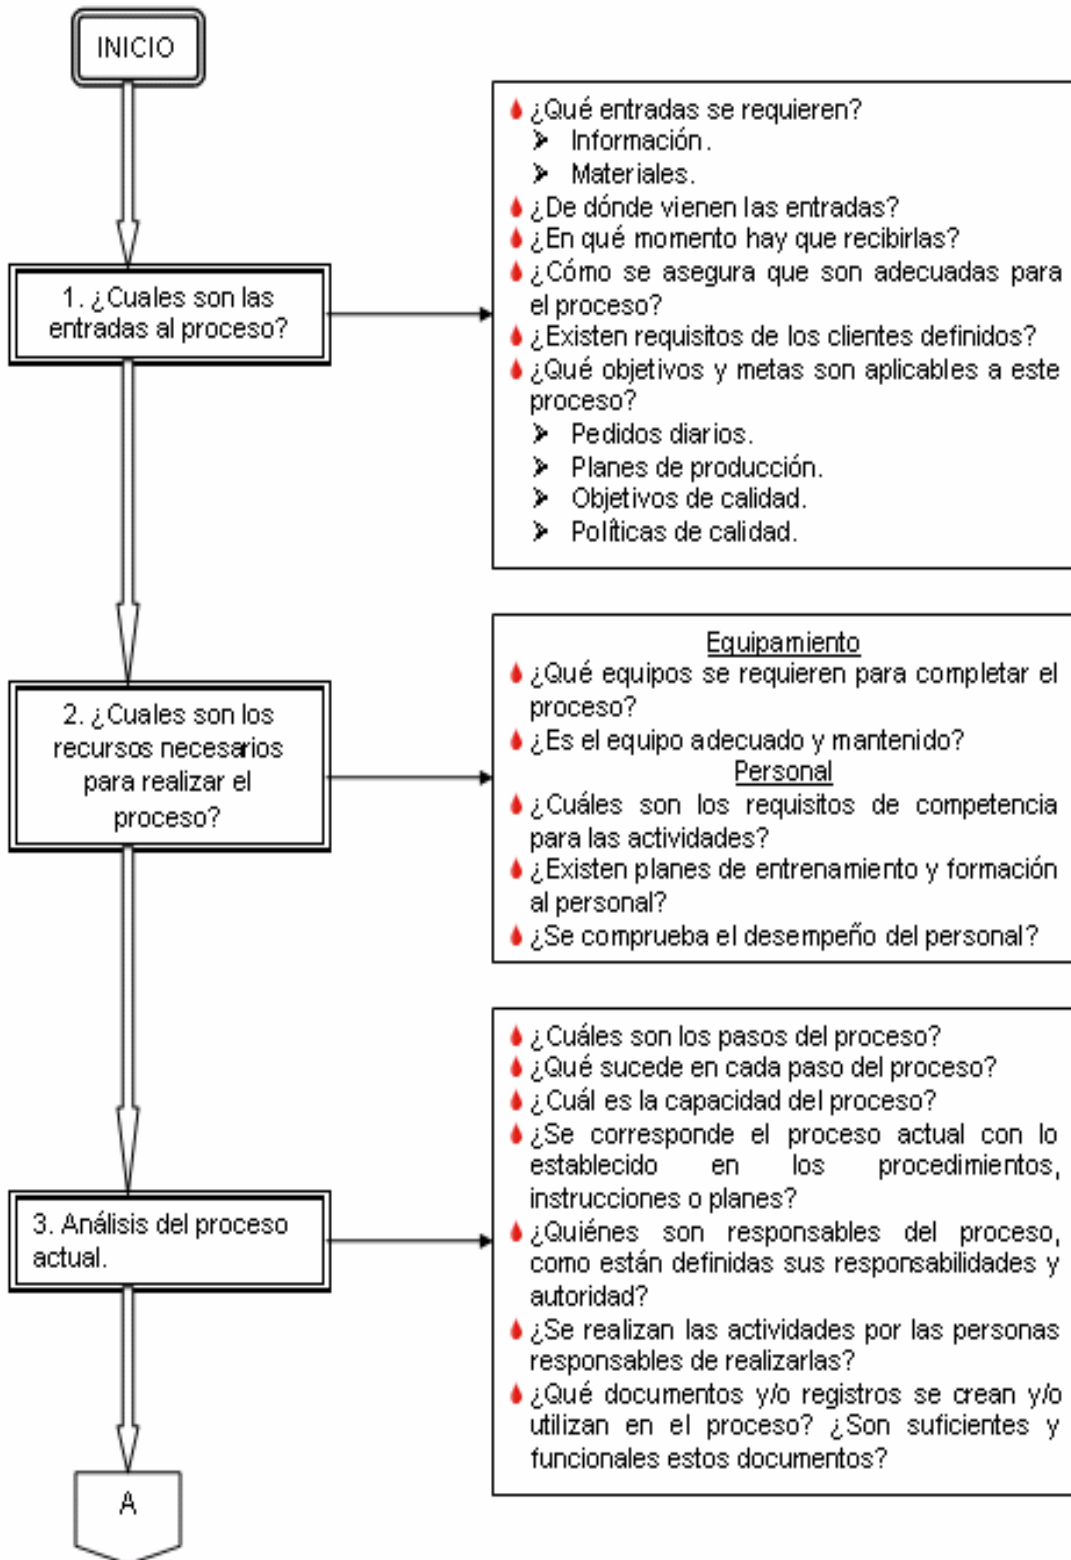 INICIO
¿Qué entradas se requieren?
Información.
Materiales.
¿De dónde vienen las entradas?
¿En qué momento hay que recibirlas?
¿Cómo se asegura que son adecuadas para
el proceso?
¿Existen requisitos de los clientes definidos?
¿Qué objetivos y metas son aplicables a este
proceso?
Pedidos diarios.
Planes de producción.
Objetivos de calidad.
Políticas de calidad.
1. ¿Cuales son las
entradas al proceso?
Equipamiento
¿Qué equipos se requieren para completar el
proceso?
¿Es el equipo adecuado y mantenido?
Personal
¿Cuáles son los requisitos de competencia
para las actividades?
¿Existen planes de entrenamiento y formación
al personal?
¿Se comprueba el desempeño del personal?
2. ¿Cuales son los
recursos necesarios
para realizar el
proceso?
¿Cuáles son los pasos del proceso?
¿Qué sucede en cada paso del proceso?
¿Cuál es la capacidad del proceso?
¿Se corresponde el proceso actual con lo
establecido en los procedimientos,
instrucciones o planes?
¿Quiénes son responsables del proceso,
como están definidas sus responsabilidades y
autoridad?
¿Se realizan las actividades por las personas
responsables de realizarlas?
¿Qué documentos y/o registros se crean y/o
utilizan en el proceso? ¿Son suficientes y
funcionales estos documentos?
3. Análisis del proceso
actual.
A